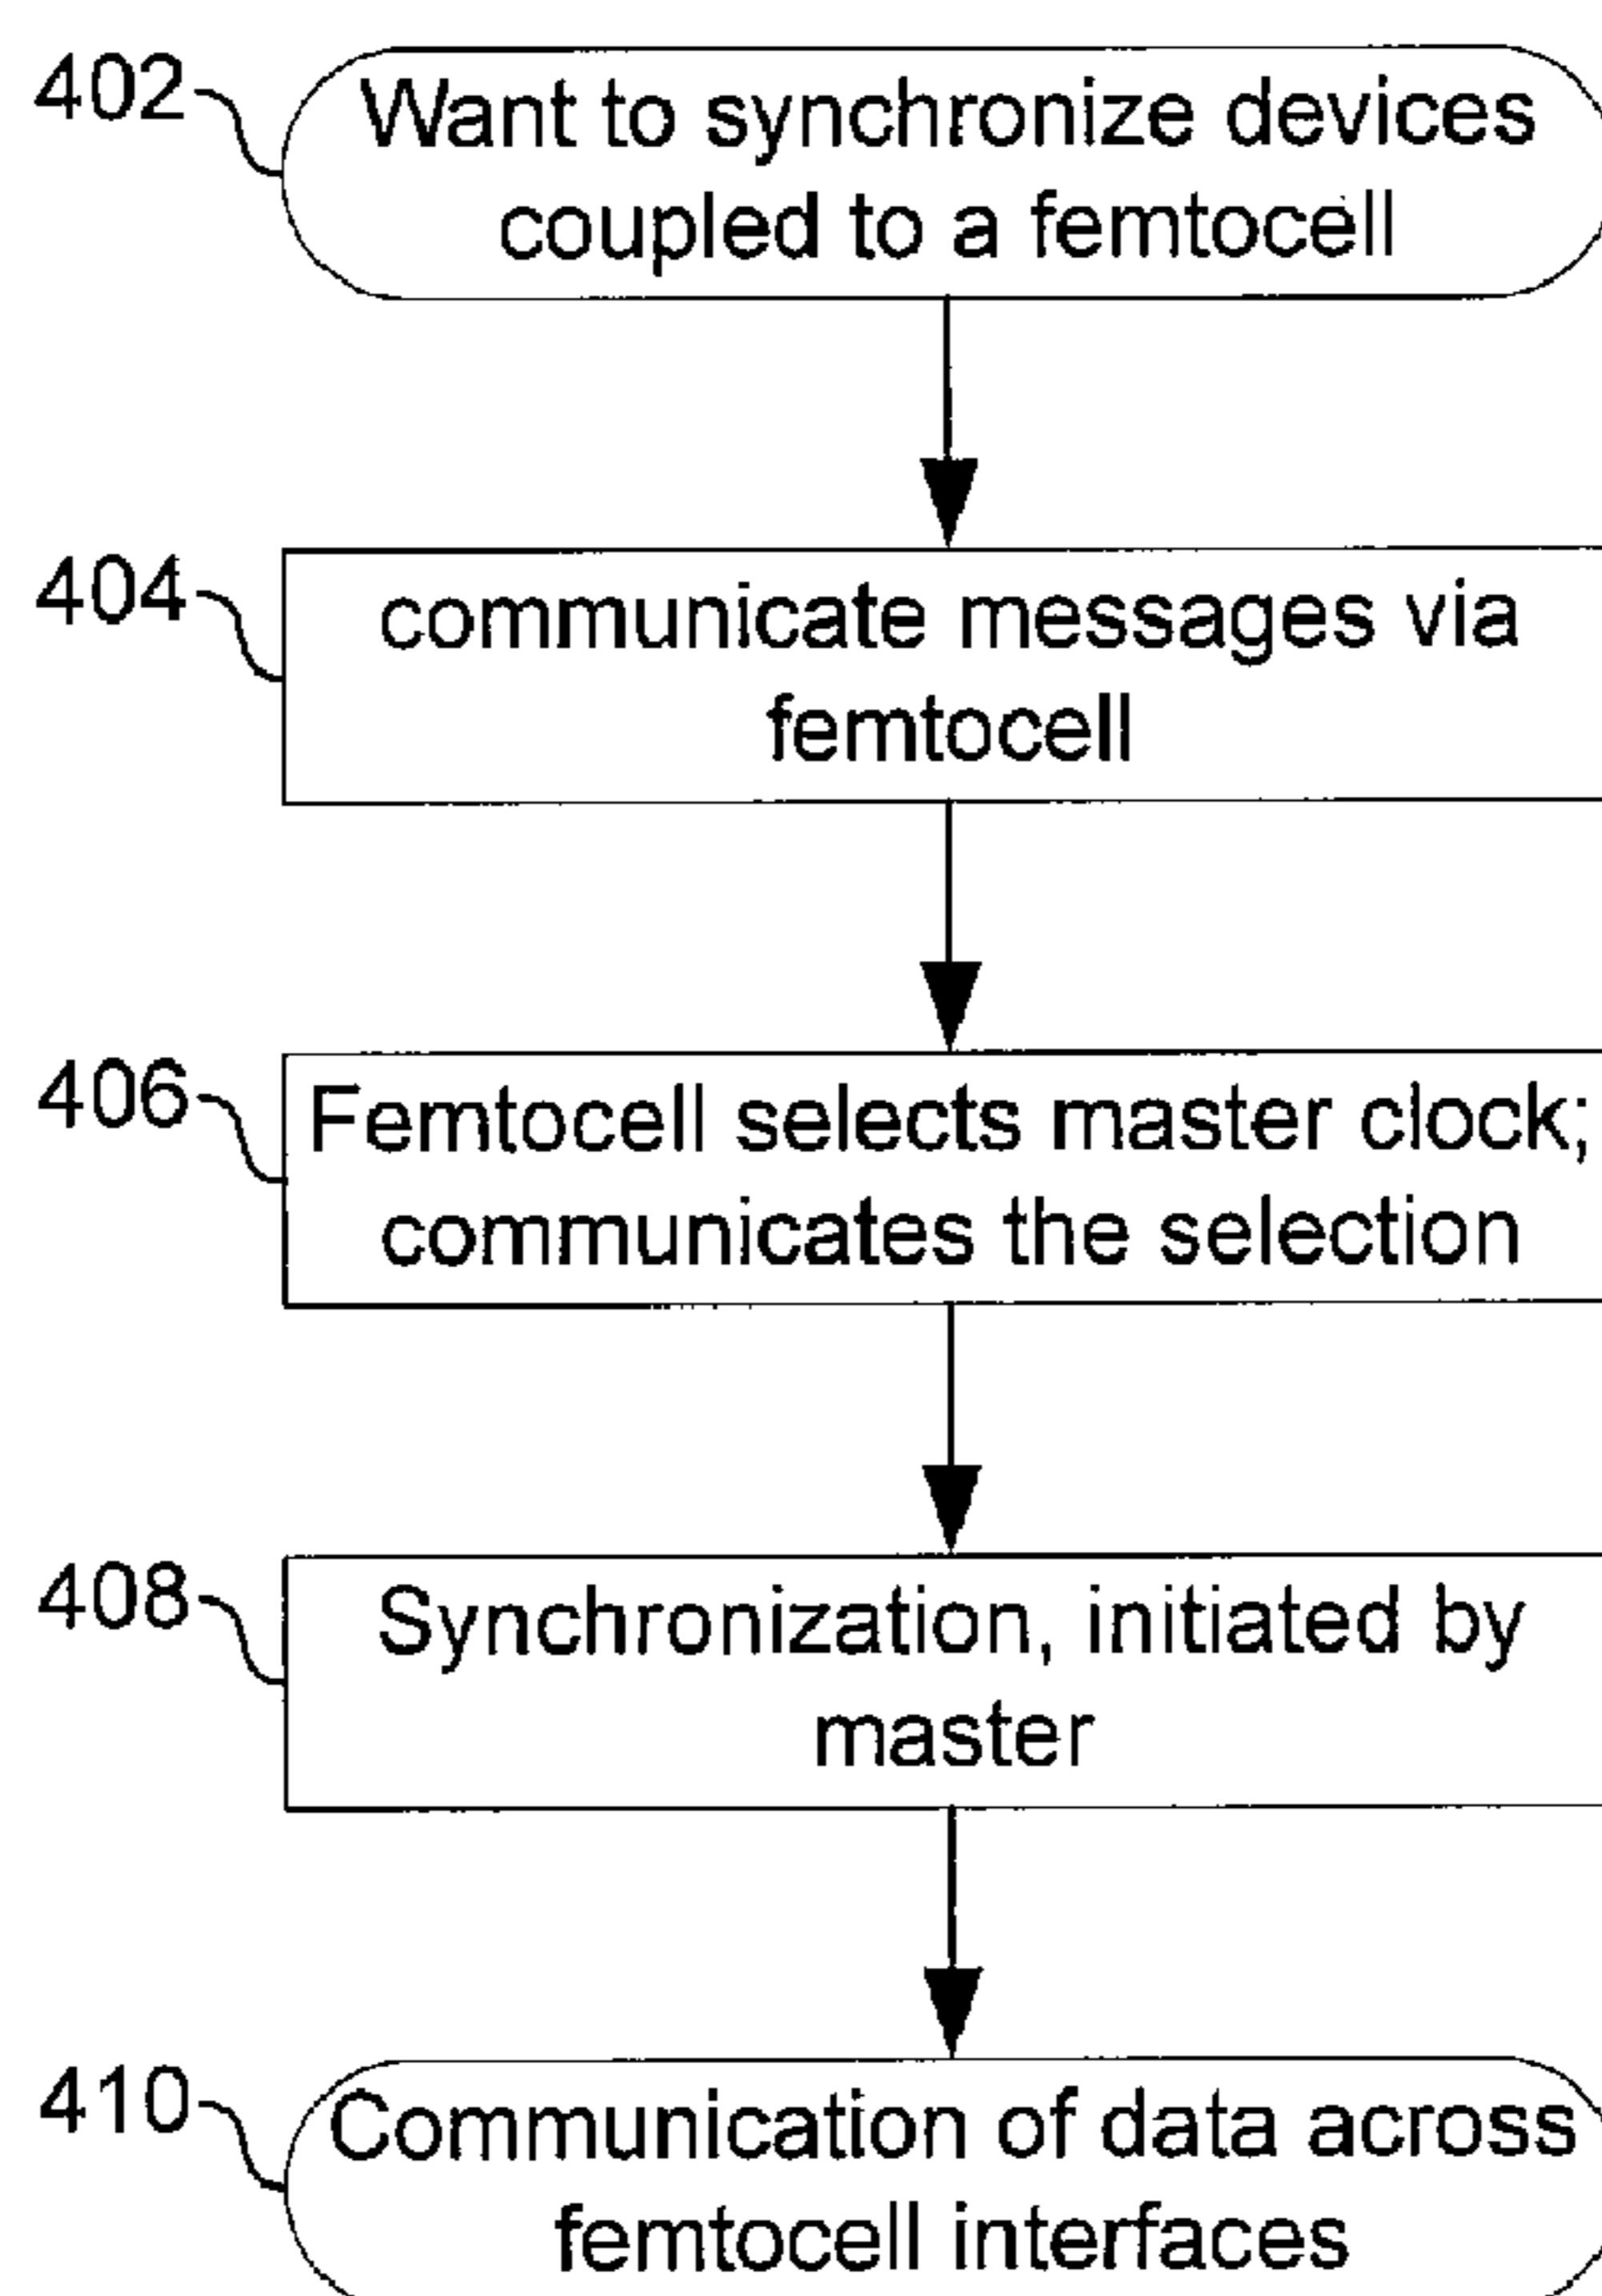 402
Want to synchronize devices
coupled to a femtocell
404
communicate messages via
femtocell
406
Femtocell selects master clock;
communicates the selection
408
Synchronization, initiated by
master
410
Communication of data across
femtocell interfaces